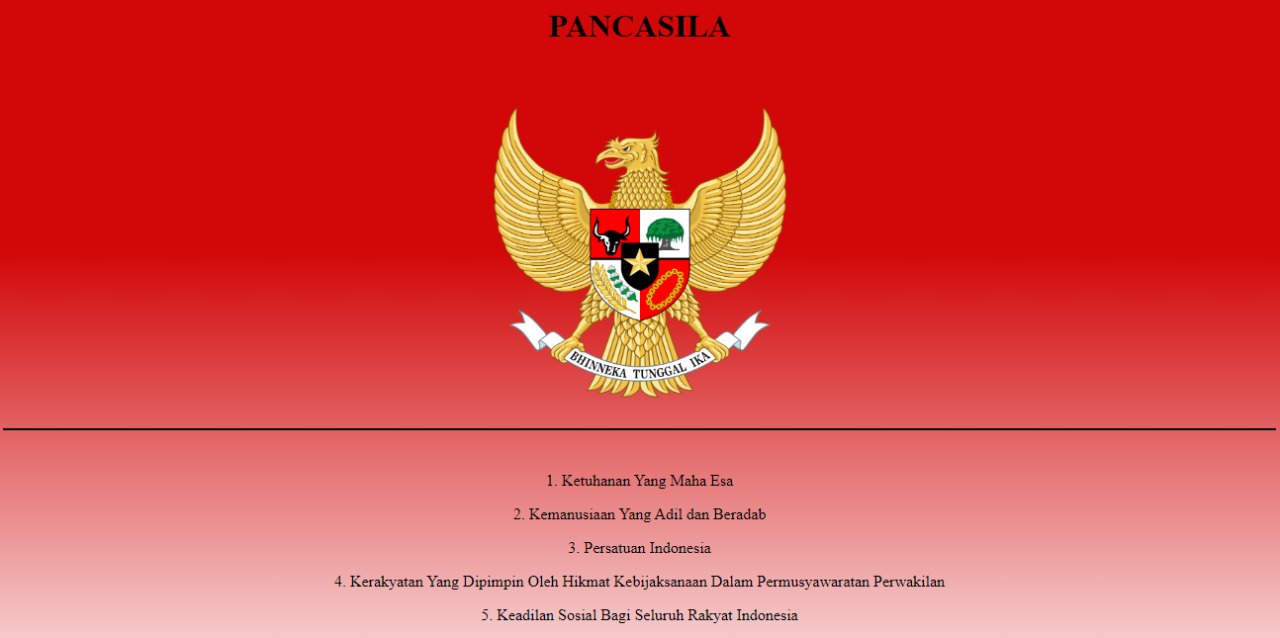 PANCASILA
BHINNEKA TUNGGAL IKA
1. Ketuhanan Yang Maha Esa
2. Kemanusiaan Yang Adil dan Beradab
3. Persatuan Indonesia
4. Kerakyatan Yang Dipimpin Oleh Hikmat Kebijaksanaan Dalam Permusyawaratan Perwakilan
5. Keadilan Sosial Bagi Seluruh Rakyat Indonesia